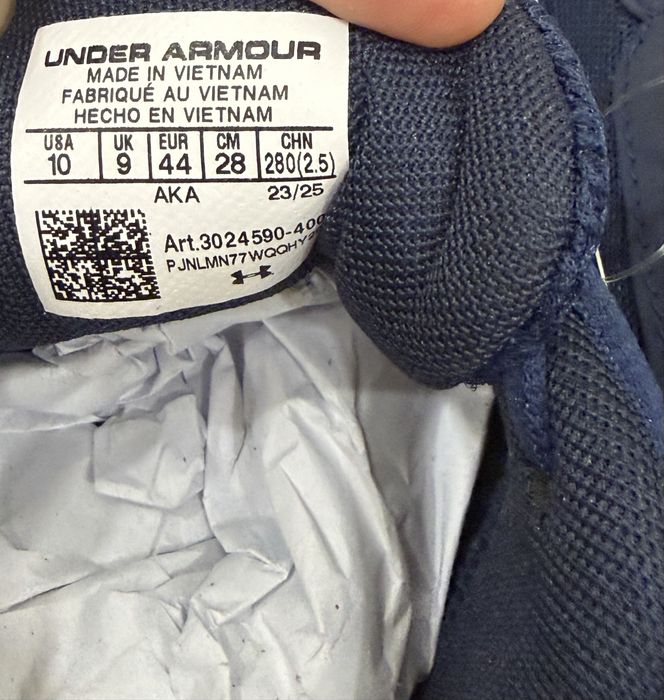 UNDER ARMOUR
MADE IN VIETNAM
FABRIQUÉ AU VIETNAM
HECHO EN VIETNAM
USA UK EUR CM CHN
10 9 44 28 280(2.5)
AKA 23/25
Art.3024590-400